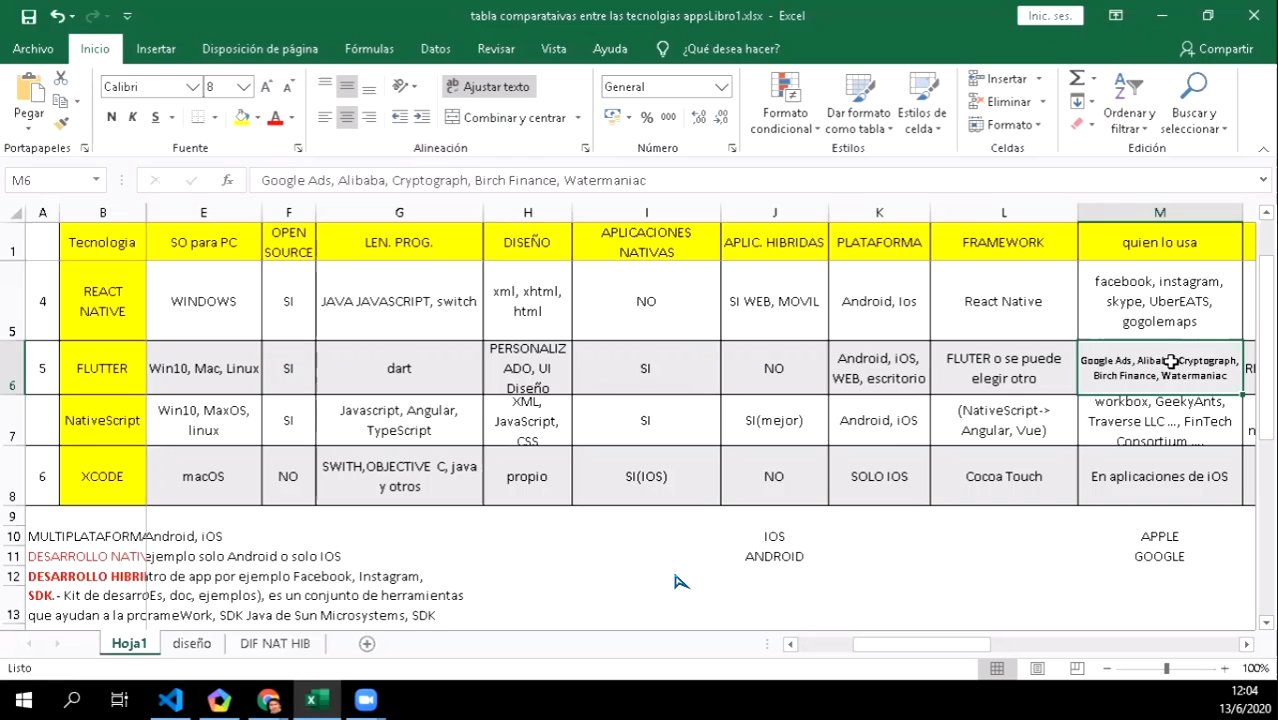 tabla comparataivas entre las tecnolgias appsLibro1.xlsx - Excel
Inic. ses.
Archivo Inicio Insertar Disposición de página Fórmulas Datos Revisar Vista Ayuda ¿Qué desea hacer? Compartir
Pegar
Calibri 8 A A
N K S A
Ajustar texto
Combinar y centrar
General
% 000
Formato condicional
Dar formato como tabla
Estilos de celda
Insertar
Eliminar
Formato
Ordenar y filtrar
Buscar y seleccionar
Portapapeles Fuente Alineación Número Estilos Celdas Edición
M6 fx Google Ads, Alibaba, Cryptograph, Birch Finance, Watermaniac
A B E F G H I J K L M
1 Tecnologia SO para PC OPEN SOURCE LEN. PROG. DISEÑO APLICACIONES NATIVAS APLIC. HIBRIDAS PLATAFORMA FRAMEWORK quien lo usa
5 4 REACT NATIVE WINDOWS SI JAVA JAVASCRIPT, switch xml, xhtml, html NO SI WEB, MOVIL Android, Ios React Native facebook, instagram, skype, UberEATS, gogolemaps
6 5 FLUTTER Win10, Mac, Linux SI dart PERSONALIZADO, UI Diseño SI NO Android, iOS, WEB, escritorio FLUTER o se puede elegir otro Google Ads, Cryptograph, Birch Finance, Watermaniac
7 NativeScript Win10, MaxOS, linux SI Javascript, Angular, TypeScript XML, JavaScript, CSS SI SI(mejor) Android, iOS (NativeScript-> Angular, Vue) workbox, GeekyAnts, Traverse LLC ..., FinTech Consortium ....
8 6 XCODE macOS NO SWITH,OBJECTIVE C, java y otros propio SI(IOS) NO SOLO IOS Cocoa Touch En aplicaciones de iOS
9
10 MULTIPLATAFORMA Android, iOS IOS APPLE
11 DESARROLLO NATIV ejemplo solo Android o solo IOS ANDROID GOOGLE
12 DESARROLLO HIBRI tro de app por ejemplo Facebook, Instagram,
SDK.- Kit de desarro Es, doc, ejemplos), es un conjunto de herramientas
13 que ayudan a la pro rameWork, SDK Java de Sun Microsystems, SDK
Hoja1 diseño DIF NAT HIB
Listo 100%
12:04
13/6/2020